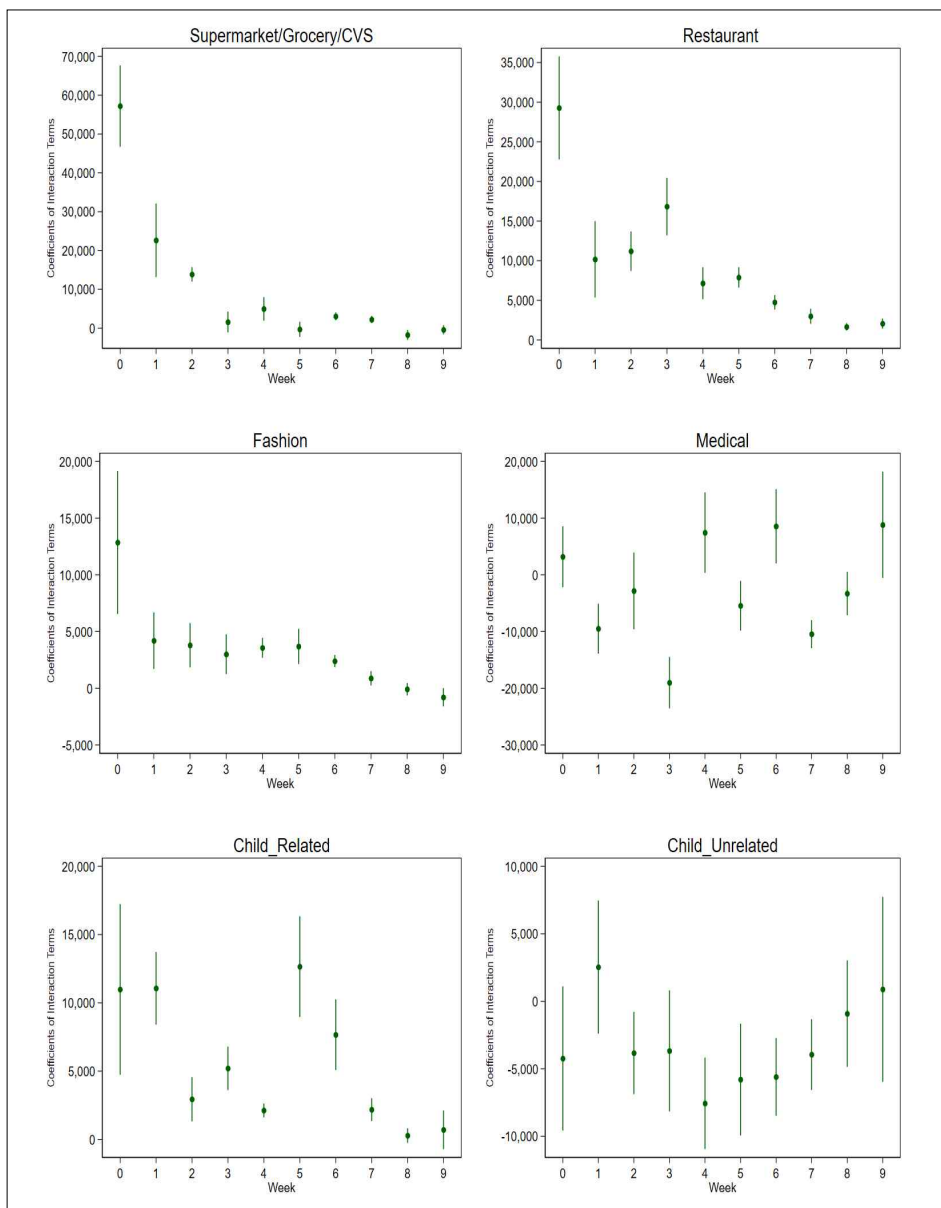 Supermarket/Grocery/CVS
Coefficients of Interaction Terms
70,000
60,000
50,000
40,000
30,000
20,000
10,000
0
0 1 2 3 4 5 6 7 8 9
Week
Restaurant
Coefficients of Interaction Terms
35,000
30,000
25,000
20,000
15,000
10,000
5,000
0
0 1 2 3 4 5 6 7 8 9
Week
Fashion
Coefficients of Interaction Terms
20,000
15,000
10,000
5,000
0
-5,000
0 1 2 3 4 5 6 7 8 9
Week
Medical
Coefficients of Interaction Terms
20,000
10,000
0
-10,000
-20,000
-30,000
0 1 2 3 4 5 6 7 8 9
Week
Child_Related
Coefficients of Interaction Terms
20,000
15,000
10,000
5,000
0
0 1 2 3 4 5 6 7 8 9
Week
Child_Unrelated
Coefficients of Interaction Terms
10,000
5,000
0
-5,000
-10,000
0 1 2 3 4 5 6 7 8 9
Week